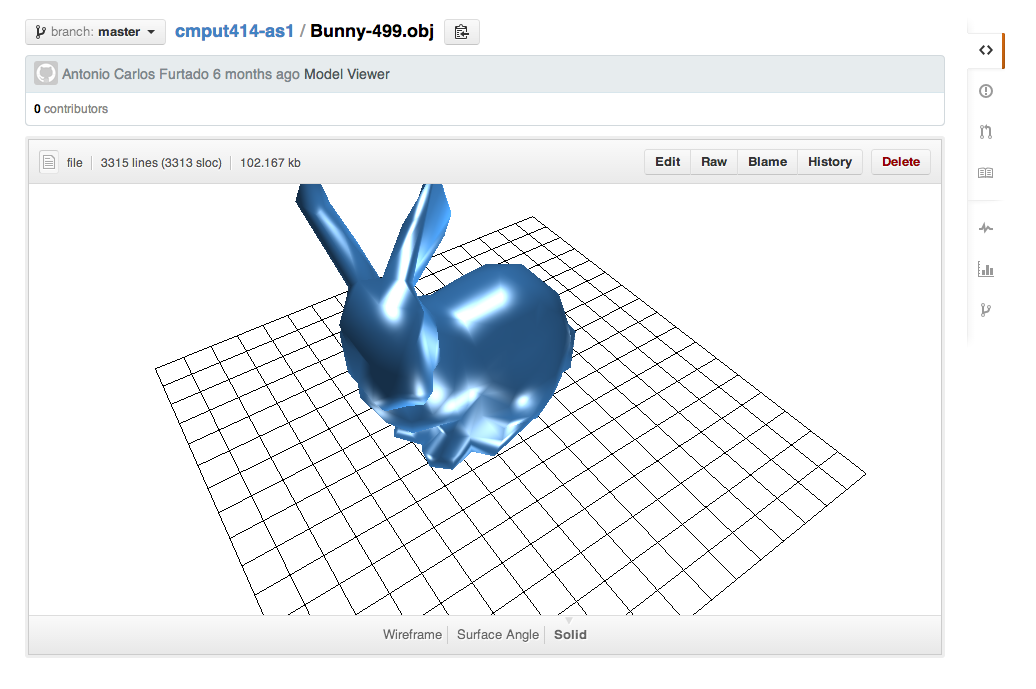 branch: master cmput414-as1 / Bunny-499.obj
Antonio Carlos Furtado 6 months ago Model Viewer
0 contributors
file 3315 lines (3313 sloc) 102.167 kb Edit Raw Blame History Delete
Wireframe Surface Angle Solid